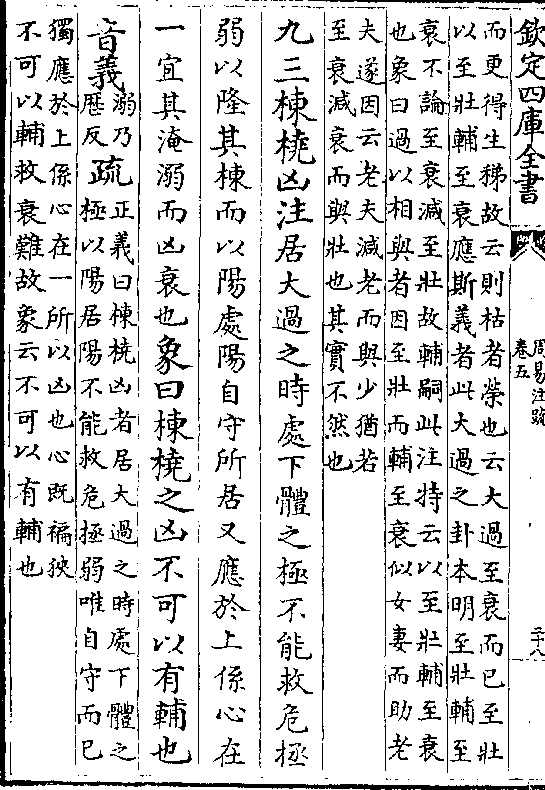 欽定四庫全書
周易注疏
卷五
三十八
而更得生稊故云則枯者榮也云大過至衰而已至壯
以至壯輔至衰應斯義者此大過之卦本明至壯輔至
衰不論至衰減至壯故輔嗣此注特云以至壯輔至衰
也象曰過以相與者因至壯而輔至衰似女妻而助老
夫遂因云老夫減老而與少猶若
至衰減衰而與壯也其實不然也
九三棟橈凶注居大過之時處下體之極不能救危極
弱以隆其棟而以陽處陽自守所居又應於上係心在
一宜其淹溺而凶衰也象曰棟橈之凶不可以有輔也
音義溺乃
歴反疏正義曰棟橈凶者居大過之時處下體之
極以陽居陽不能救危極弱唯自守而已
獨應於上係心在一所以凶也心既褊狹
不可以輔救衰難故象云不可以有輔也